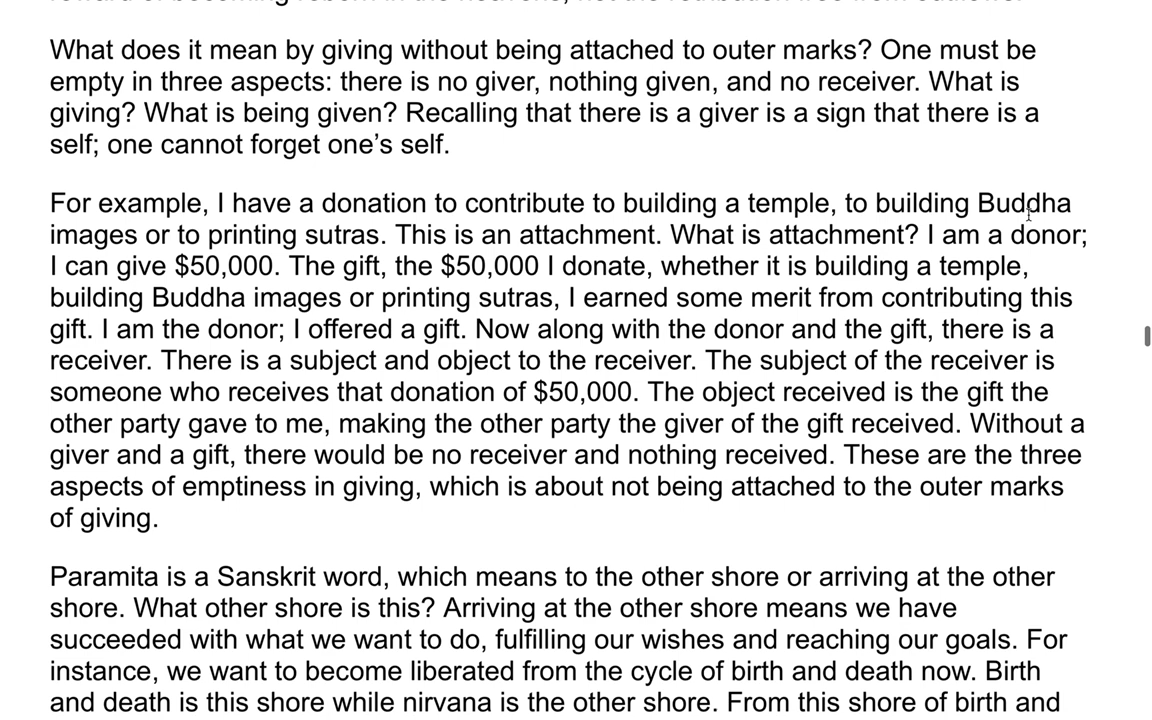 What does it mean by giving without being attached to outer marks? One must be
empty in three aspects: there is no giver, nothing given, and no receiver. What is
giving? What is being given? Recalling that there is a giver is a sign that there is a
self; one cannot forget one’s self.
For example, I have a donation to contribute to building a temple, to building Buddha
images or to printing sutras. This is an attachment. What is attachment? I am a donor;
I can give $50,000. The gift, the $50,000 I donate, whether it is building a temple,
building Buddha images or printing sutras, I earned some merit from contributing this
gift. I am the donor; I offered a gift. Now along with the donor and the gift, there is a
receiver. There is a subject and object to the receiver. The subject of the receiver is
someone who receives that donation of $50,000. The object received is the gift the
other party gave to me, making the other party the giver of the gift received. Without a
giver and a gift, there would be no receiver and nothing received. These are the three
aspects of emptiness in giving, which is about not being attached to the outer marks
of giving.
Paramita is a Sanskrit word, which means to the other shore or arriving at the other
shore. What other shore is this? Arriving at the other shore means we have
succeeded with what we want to do, fulfilling our wishes and reaching our goals. For
instance, we want to become liberated from the cycle of birth and death now. Birth
and death is this shore while nirvana is the other shore. From this shore of birth and